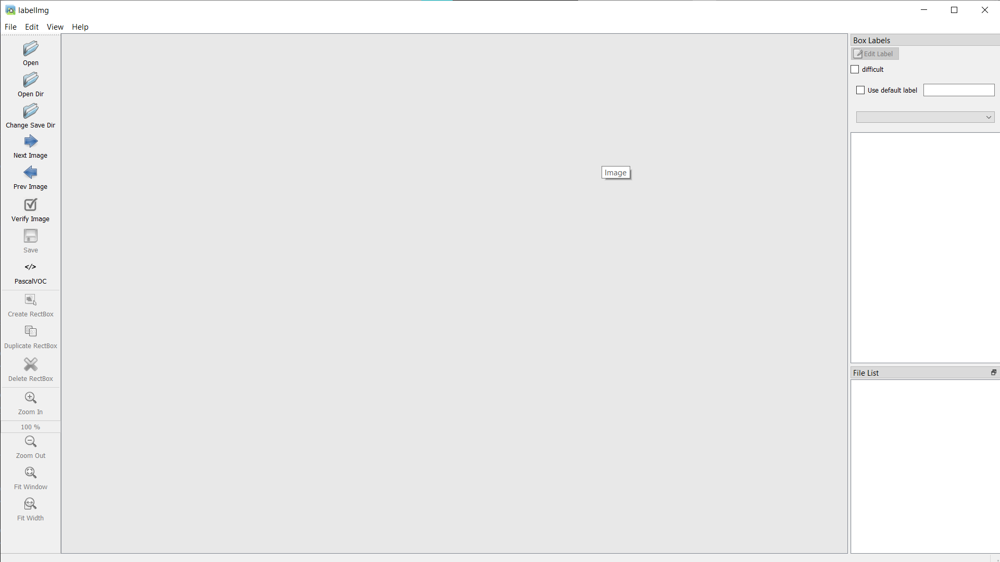 labelImg
File Edit View Help
Open
Open Dir
Change Save Dir
Next Image
Prev Image
Verify Image
Save
</>
PascalVOC
Create RectBox
Duplicate RectBox
Delete RectBox
Zoom In
100 %
Zoom Out
Fit Window
Fit Width
Image
Box Labels
Edit Label
difficult
Use default label
File List